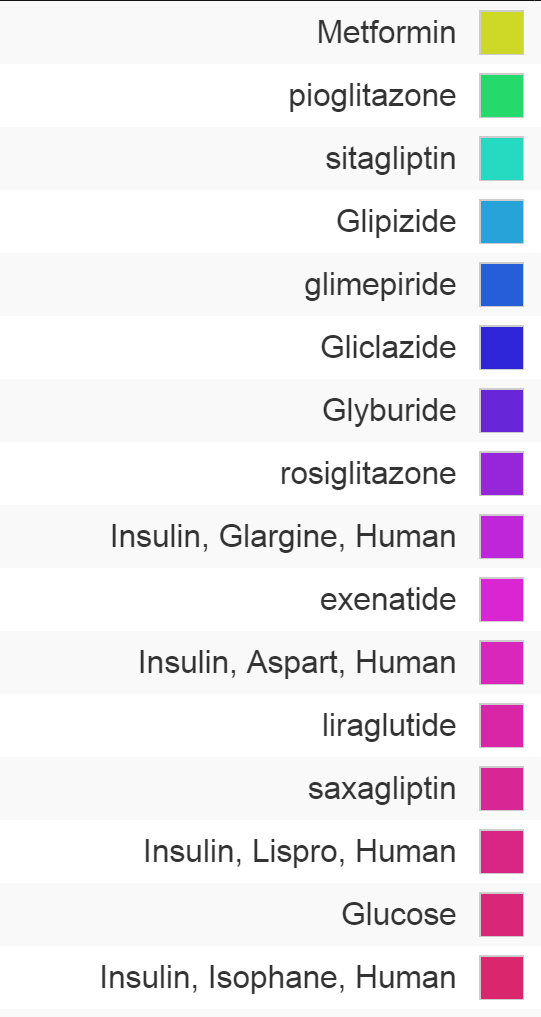 Metformin
pioglitazone
sitagliptin
Glipizide
glimepiride
Gliclazide
Glyburide
rosiglitazone
Insulin, Glargine, Human
exenatide
Insulin, Aspart, Human
liraglutide
saxagliptin
Insulin, Lispro, Human
Glucose
Insulin, Isophane, Human